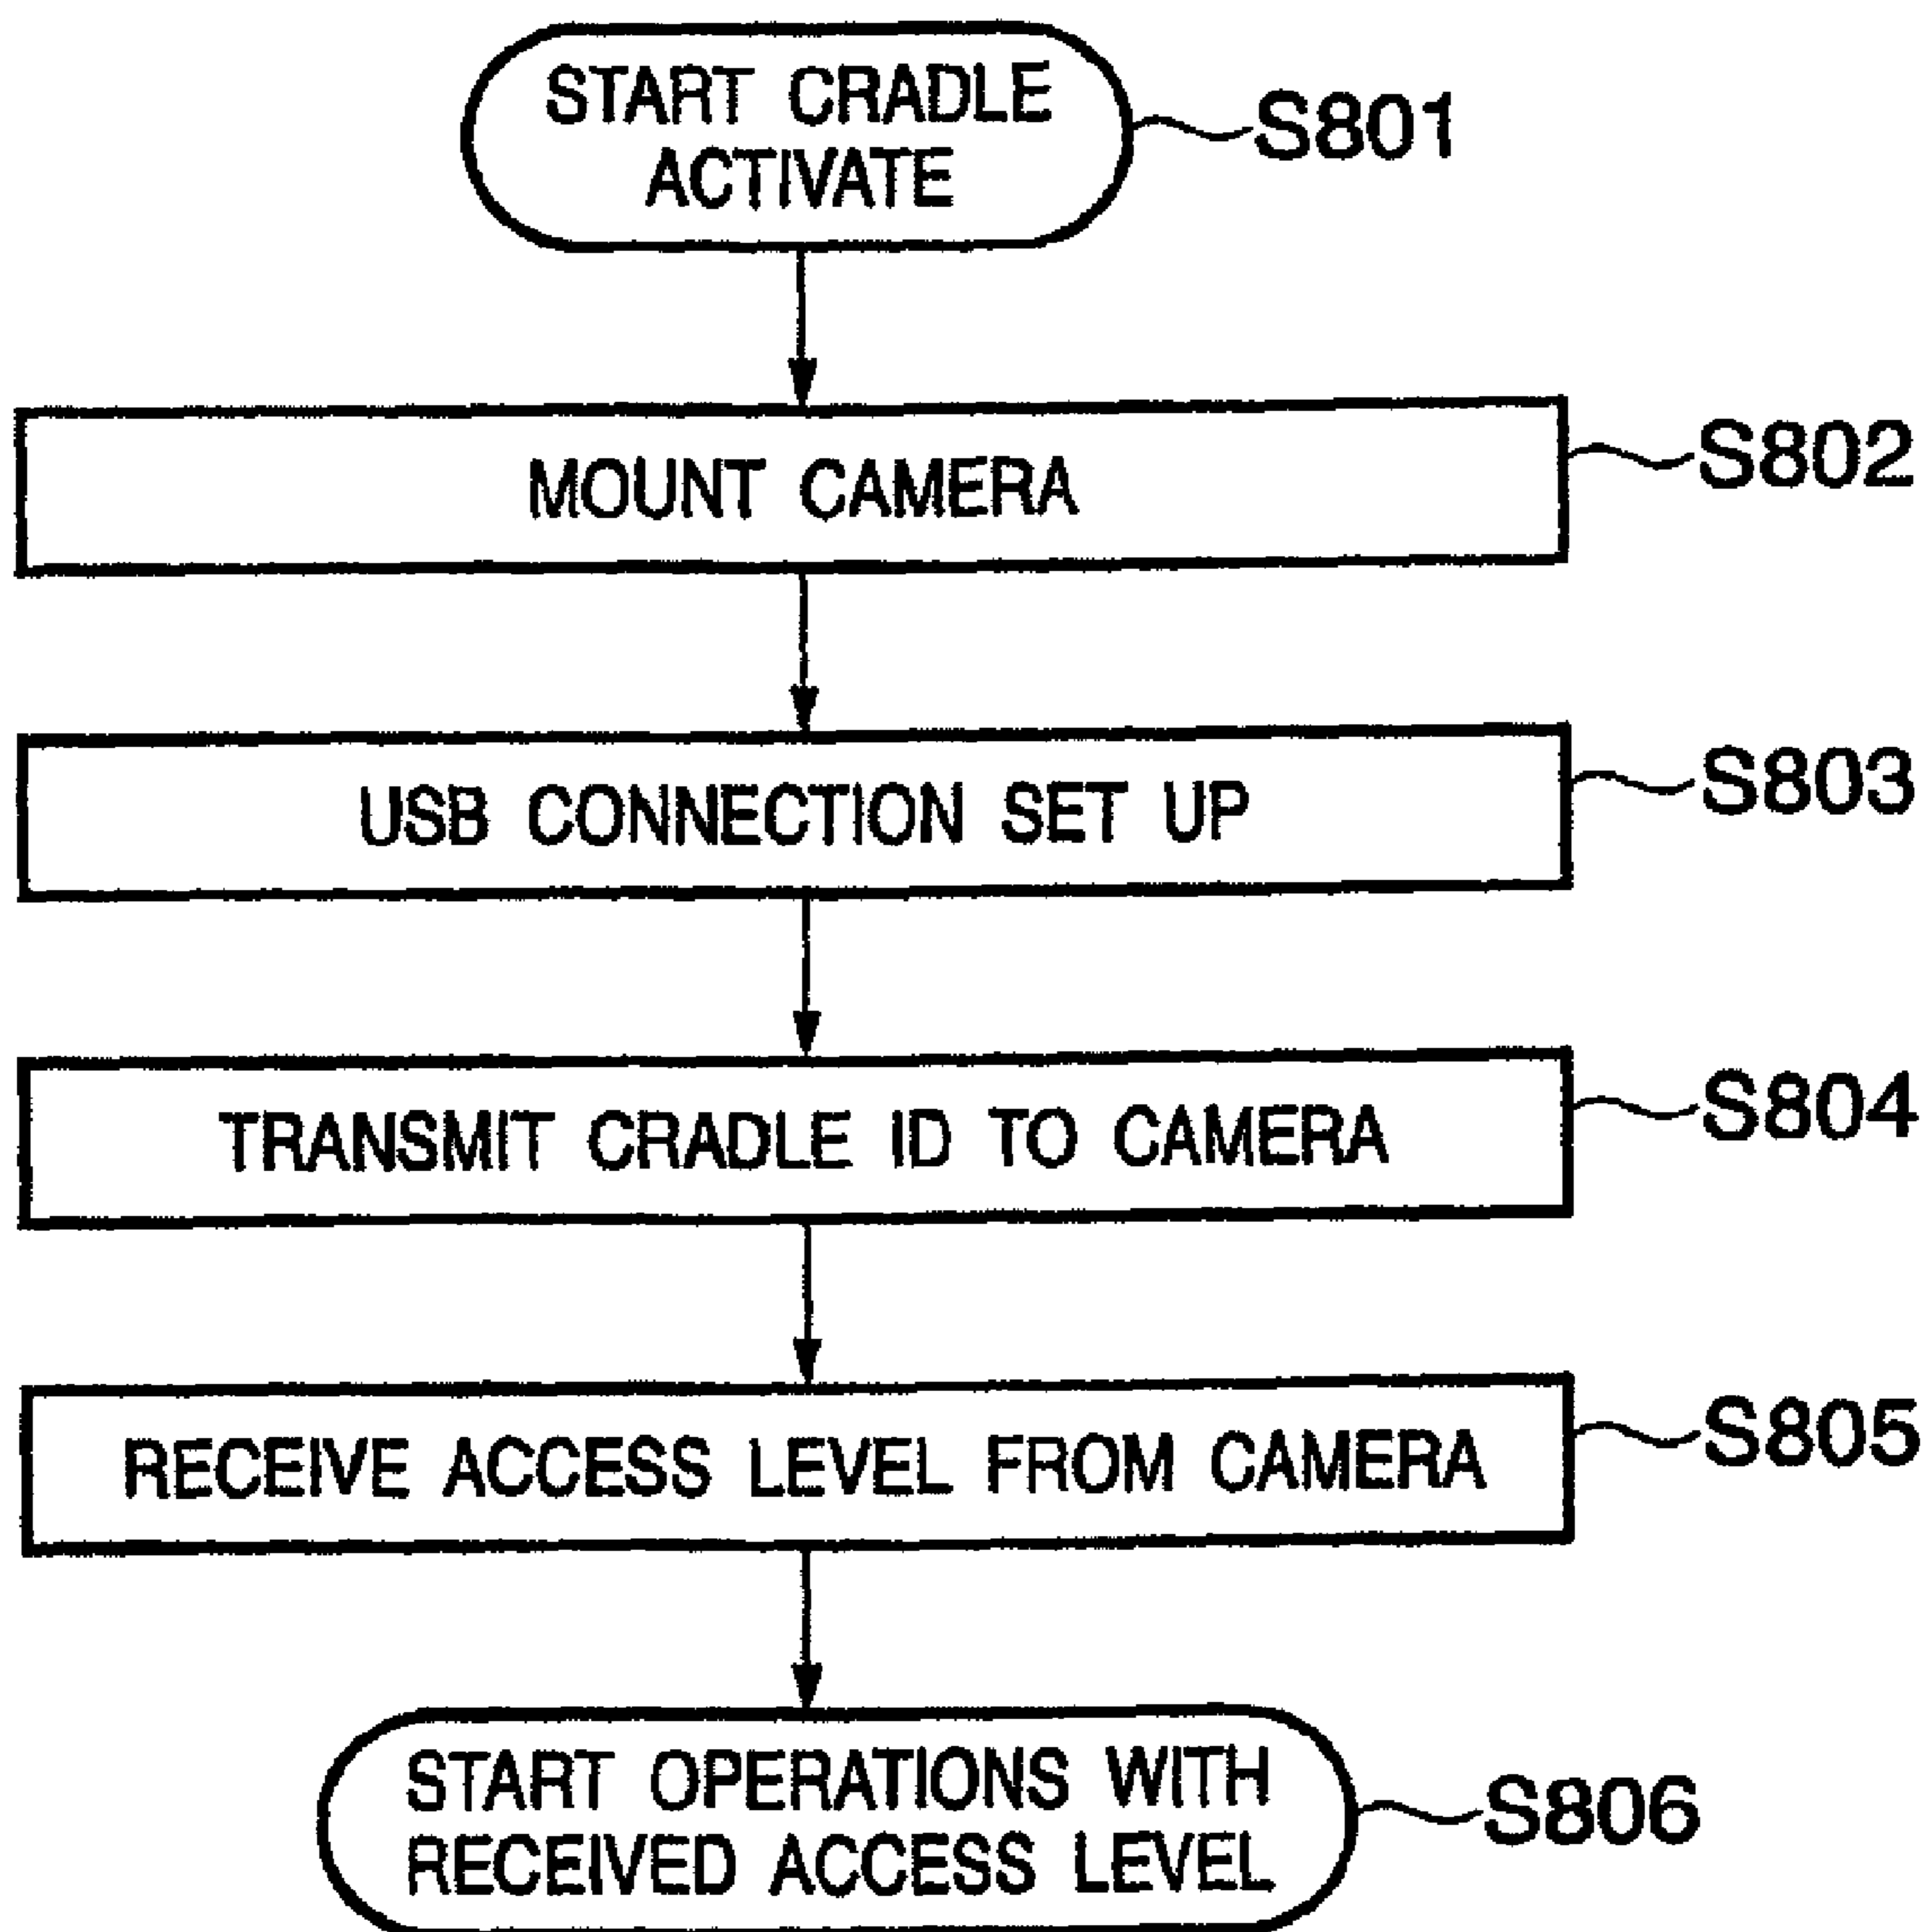 START CRADLE
ACTIVATE
S801
MOUNT CAMERA
S802
USB CONNECTION SET UP
S803
TRANSMIT CRADLE ID TO CAMERA
S804
RECEIVE ACCESS LEVEL FROM CAMERA
S805
START OPERATIONS WITH
RECEIVED ACCESS LEVEL
S806